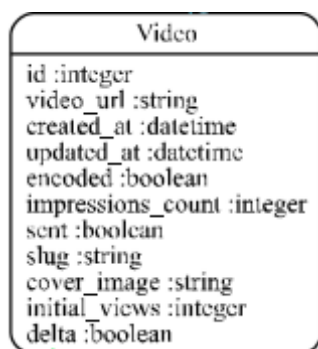 Video
id :integer
video_url :string
created_at :datetime
updated_at :datetime
encoded :boolean
impressions_count :integer
sent :boolean
slug :string
cover_image :string
initial_views :integer
delta :boolean